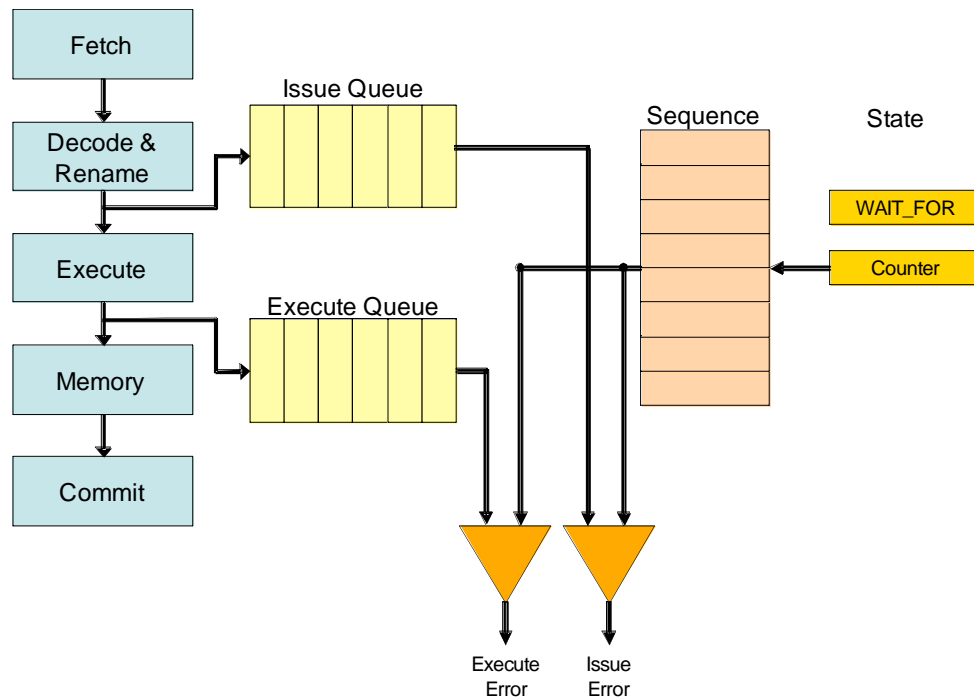 Fetch
Decode &
Rename
Execute
Memory
Commit
Issue Queue
Execute Queue
Sequence
State
WAIT_FOR
Counter
Execute
Error
Issue
Error